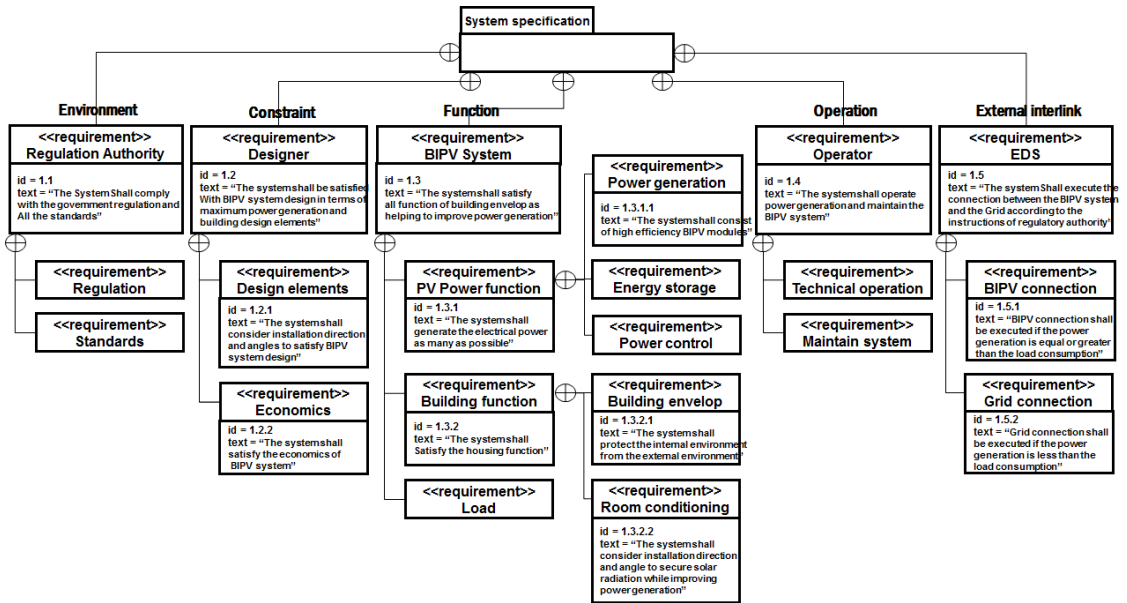 System specification
Environment
<<requirement>>
Regulation Authority
id = 1.1
text = “The System Shall comply
with the government regulation and
All the standards”
<<requirement>>
Regulation
<<requirement>>
Standards
Constraint
<<requirement>>
Designer
id = 1.2
text = “The system shall be satisfied
With BIPV system design in terms of
maximum power generation and
building design elements”
<<requirement>>
Design elements
id = 1.2.1
text = “The system shall
consider installation direction
and angles to satisfy BIPV
system design”
<<requirement>>
Economics
id = 1.2.2
text = “The system shall
satisfy the economics of
BIPV system”
Function
<<requirement>>
BIPV System
id = 1.3
text = “The system shall satisfy
all function of building envelop as
helping to improve power generation”
<<requirement>>
PV Power function
id = 1.3.1
text = “The system shall
generate the electrical power
as many as possible”
<<requirement>>
Building function
id = 1.3.2
text = “The system shall
Satisfy the housing function”
<<requirement>>
Load
<<requirement>>
Power generation
id = 1.3.1.1
text = “The system shall consist
of high efficiency BIPV modules”
<<requirement>>
Energy storage
<<requirement>>
Power control
<<requirement>>
Building envelop
id = 1.3.2.1
text = “The system shall
protect the internal environment
from the external environment”
<<requirement>>
Room conditioning
id = 1.3.2.2
text = “The system shall
consider installation direction
and angle to secure solar
radiation while improving
power generation”
Operation
<<requirement>>
Operator
id = 1.4
text = “The system shall operate
power generation and maintain the
BIPV system”
<<requirement>>
Technical operation
<<requirement>>
Maintain system
External interlink
<<requirement>>
EDS
id = 1.5
text = “The system Shall execute the
connection between the BIPV system
and the Grid according to the
instructions of regulatory authority”
<<requirement>>
BIPV connection
id = 1.5.1
text = “BIPV connection shall
be executed if the power
generation is equal or greater
than the load consumption”
<<requirement>>
Grid connection
id = 1.5.2
text = “Grid connection shall
be executed if the power
generation is less than the
load consumption”